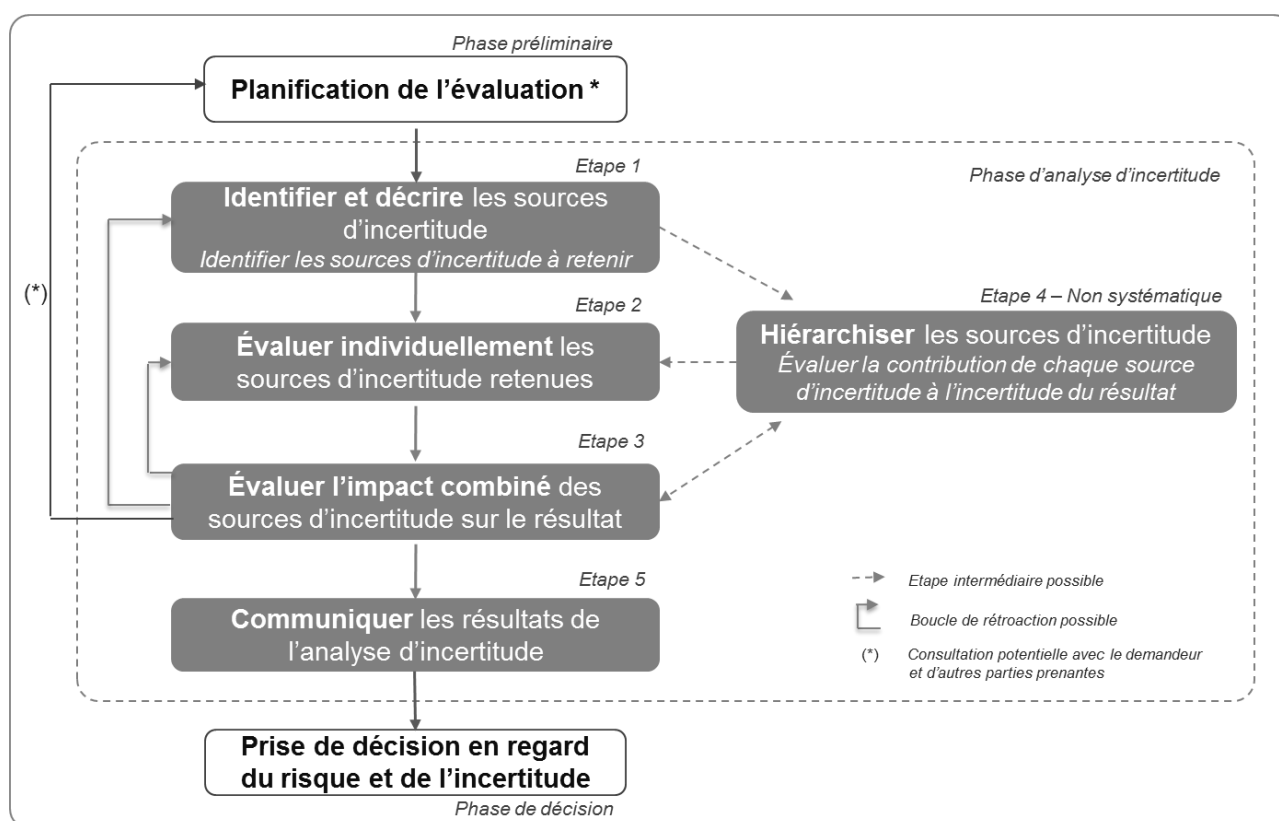 Phase préliminaire
Planification de l’évaluation *
Etape 1
Phase d’analyse d’incertitude
Identifier et décrire les sources
d’incertitude
Identifier les sources d’incertitude à retenir
(*)
Etape 2
Etape 4 – Non systématique
Évaluer individuellement les
sources d’incertitude retenues
Hiérarchiser les sources d’incertitude
Évaluer la contribution de chaque source
d’incertitude à l’incertitude du résultat
Etape 3
Évaluer l’impact combiné des
sources d’incertitude sur le résultat
Etape 5
Communiquer les résultats de
l’analyse d’incertitude
Etape intermédiaire possible
Boucle de rétroaction possible
(*) Consultation potentielle avec le demandeur
et d’autres parties prenantes
Prise de décision en regard
du risque et de l’incertitude
Phase de décision